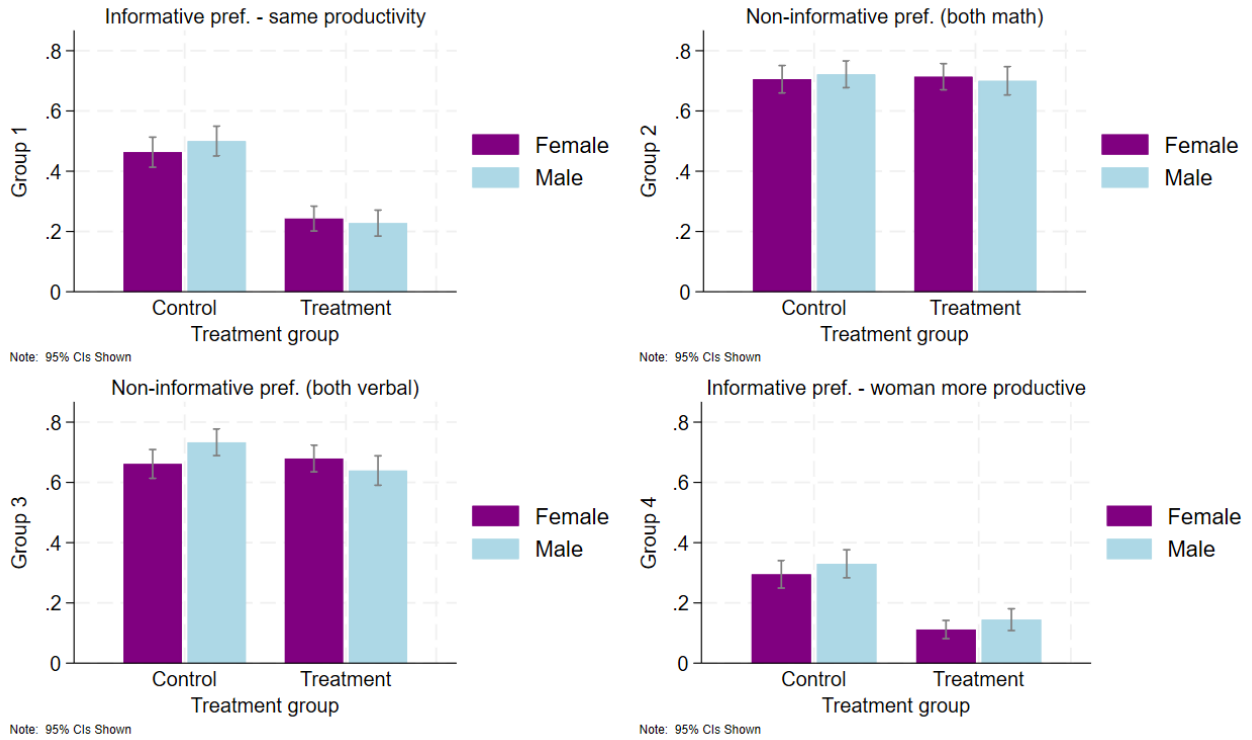 Informative pref. - same productivity
.8
.6
.4
.2
0
Group 1
Control
Treatment
Treatment group
Female
Male
Note: 95% CIs Shown
Non-informative pref. (both math)
.8
.6
.4
.2
0
Group 2
Control
Treatment
Treatment group
Female
Male
Note: 95% CIs Shown
Non-informative pref. (both verbal)
.8
.6
.4
.2
0
Group 3
Control
Treatment
Treatment group
Female
Male
Note: 95% CIs Shown
Informative pref. - woman more productive
.8
.6
.4
.2
0
Group 4
Control
Treatment
Treatment group
Female
Male
Note: 95% CIs Shown